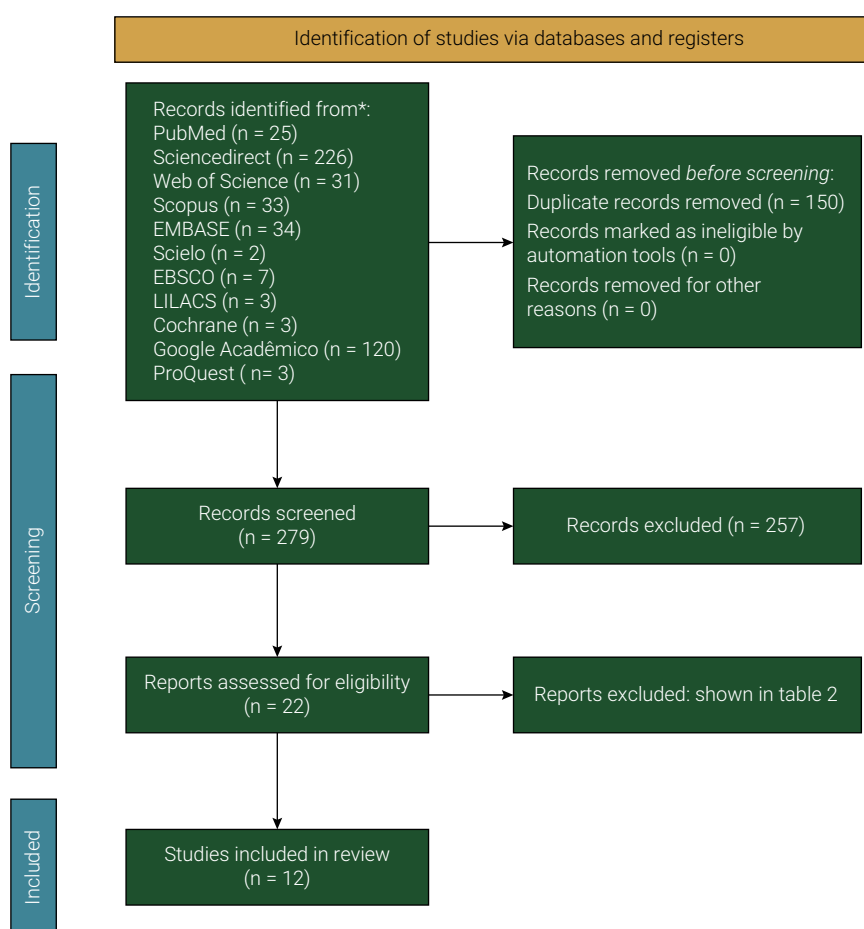 Identification of studies via databases and registers
Identification
Records identified from*:
PubMed (n = 25)
Sciencedirect (n = 226)
Web of Science (n = 31)
Scopus (n = 33)
EMBASE (n = 34)
Scielo (n = 2)
EBSCO (n = 7)
LILACS (n = 3)
Cochrane (n = 3)
Google Acadêmico (n = 120)
ProQuest ( n= 3)
Records removed before screening:
Duplicate records removed (n = 150)
Records marked as ineligible by
automation tools (n = 0)
Records removed for other
reasons (n = 0)
Screening
Records screened
(n = 279)
Records excluded (n = 257)
Reports assessed for eligibility
(n = 22)
Reports excluded: shown in table 2
Included
Studies included in review
(n = 12)